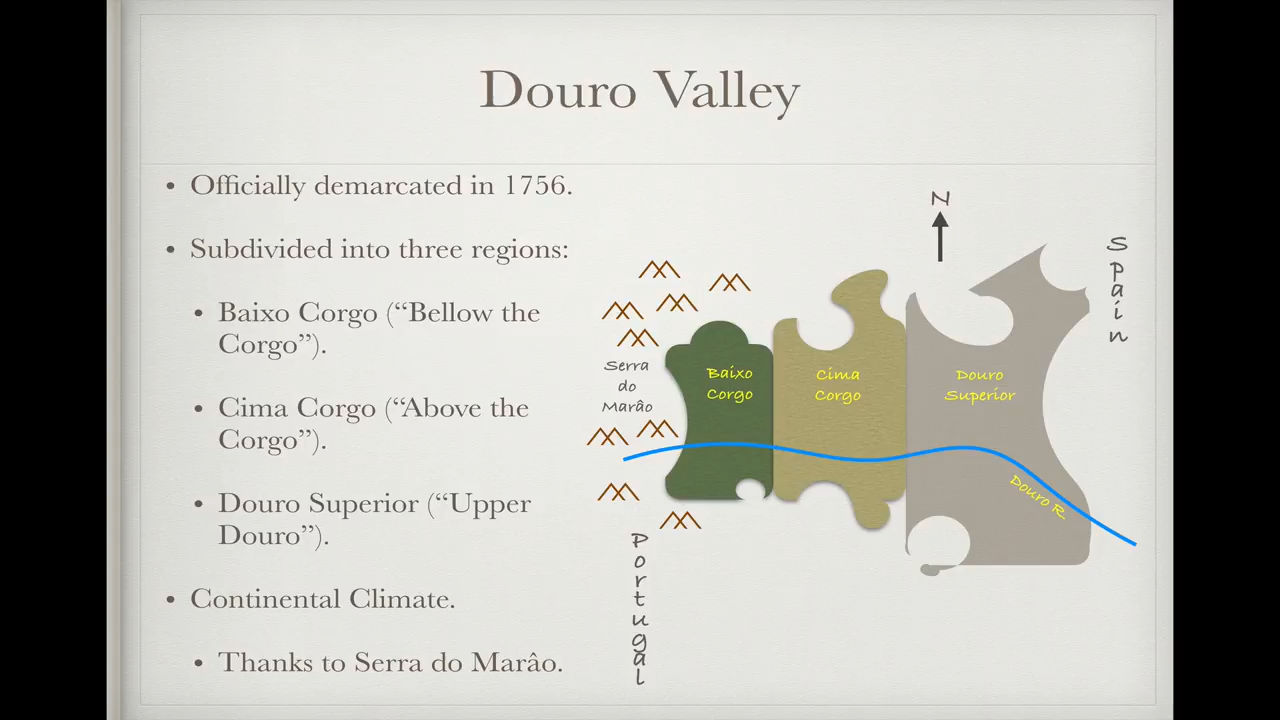 Douro Valley
• Officially demarcated in 1756.
• Subdivided into three regions:
• Baixo Corgo (“Bellow the
Corgo”).
• Cima Corgo (“Above the
Corgo”).
• Douro Superior (“Upper
Douro”).
• Continental Climate.
• Thanks to Serra do Marâo.
N
Spain
Serra
do
Marâo
Baixo
Corgo
Cima
Corgo
Douro
Superior
Douro R.
Portugal